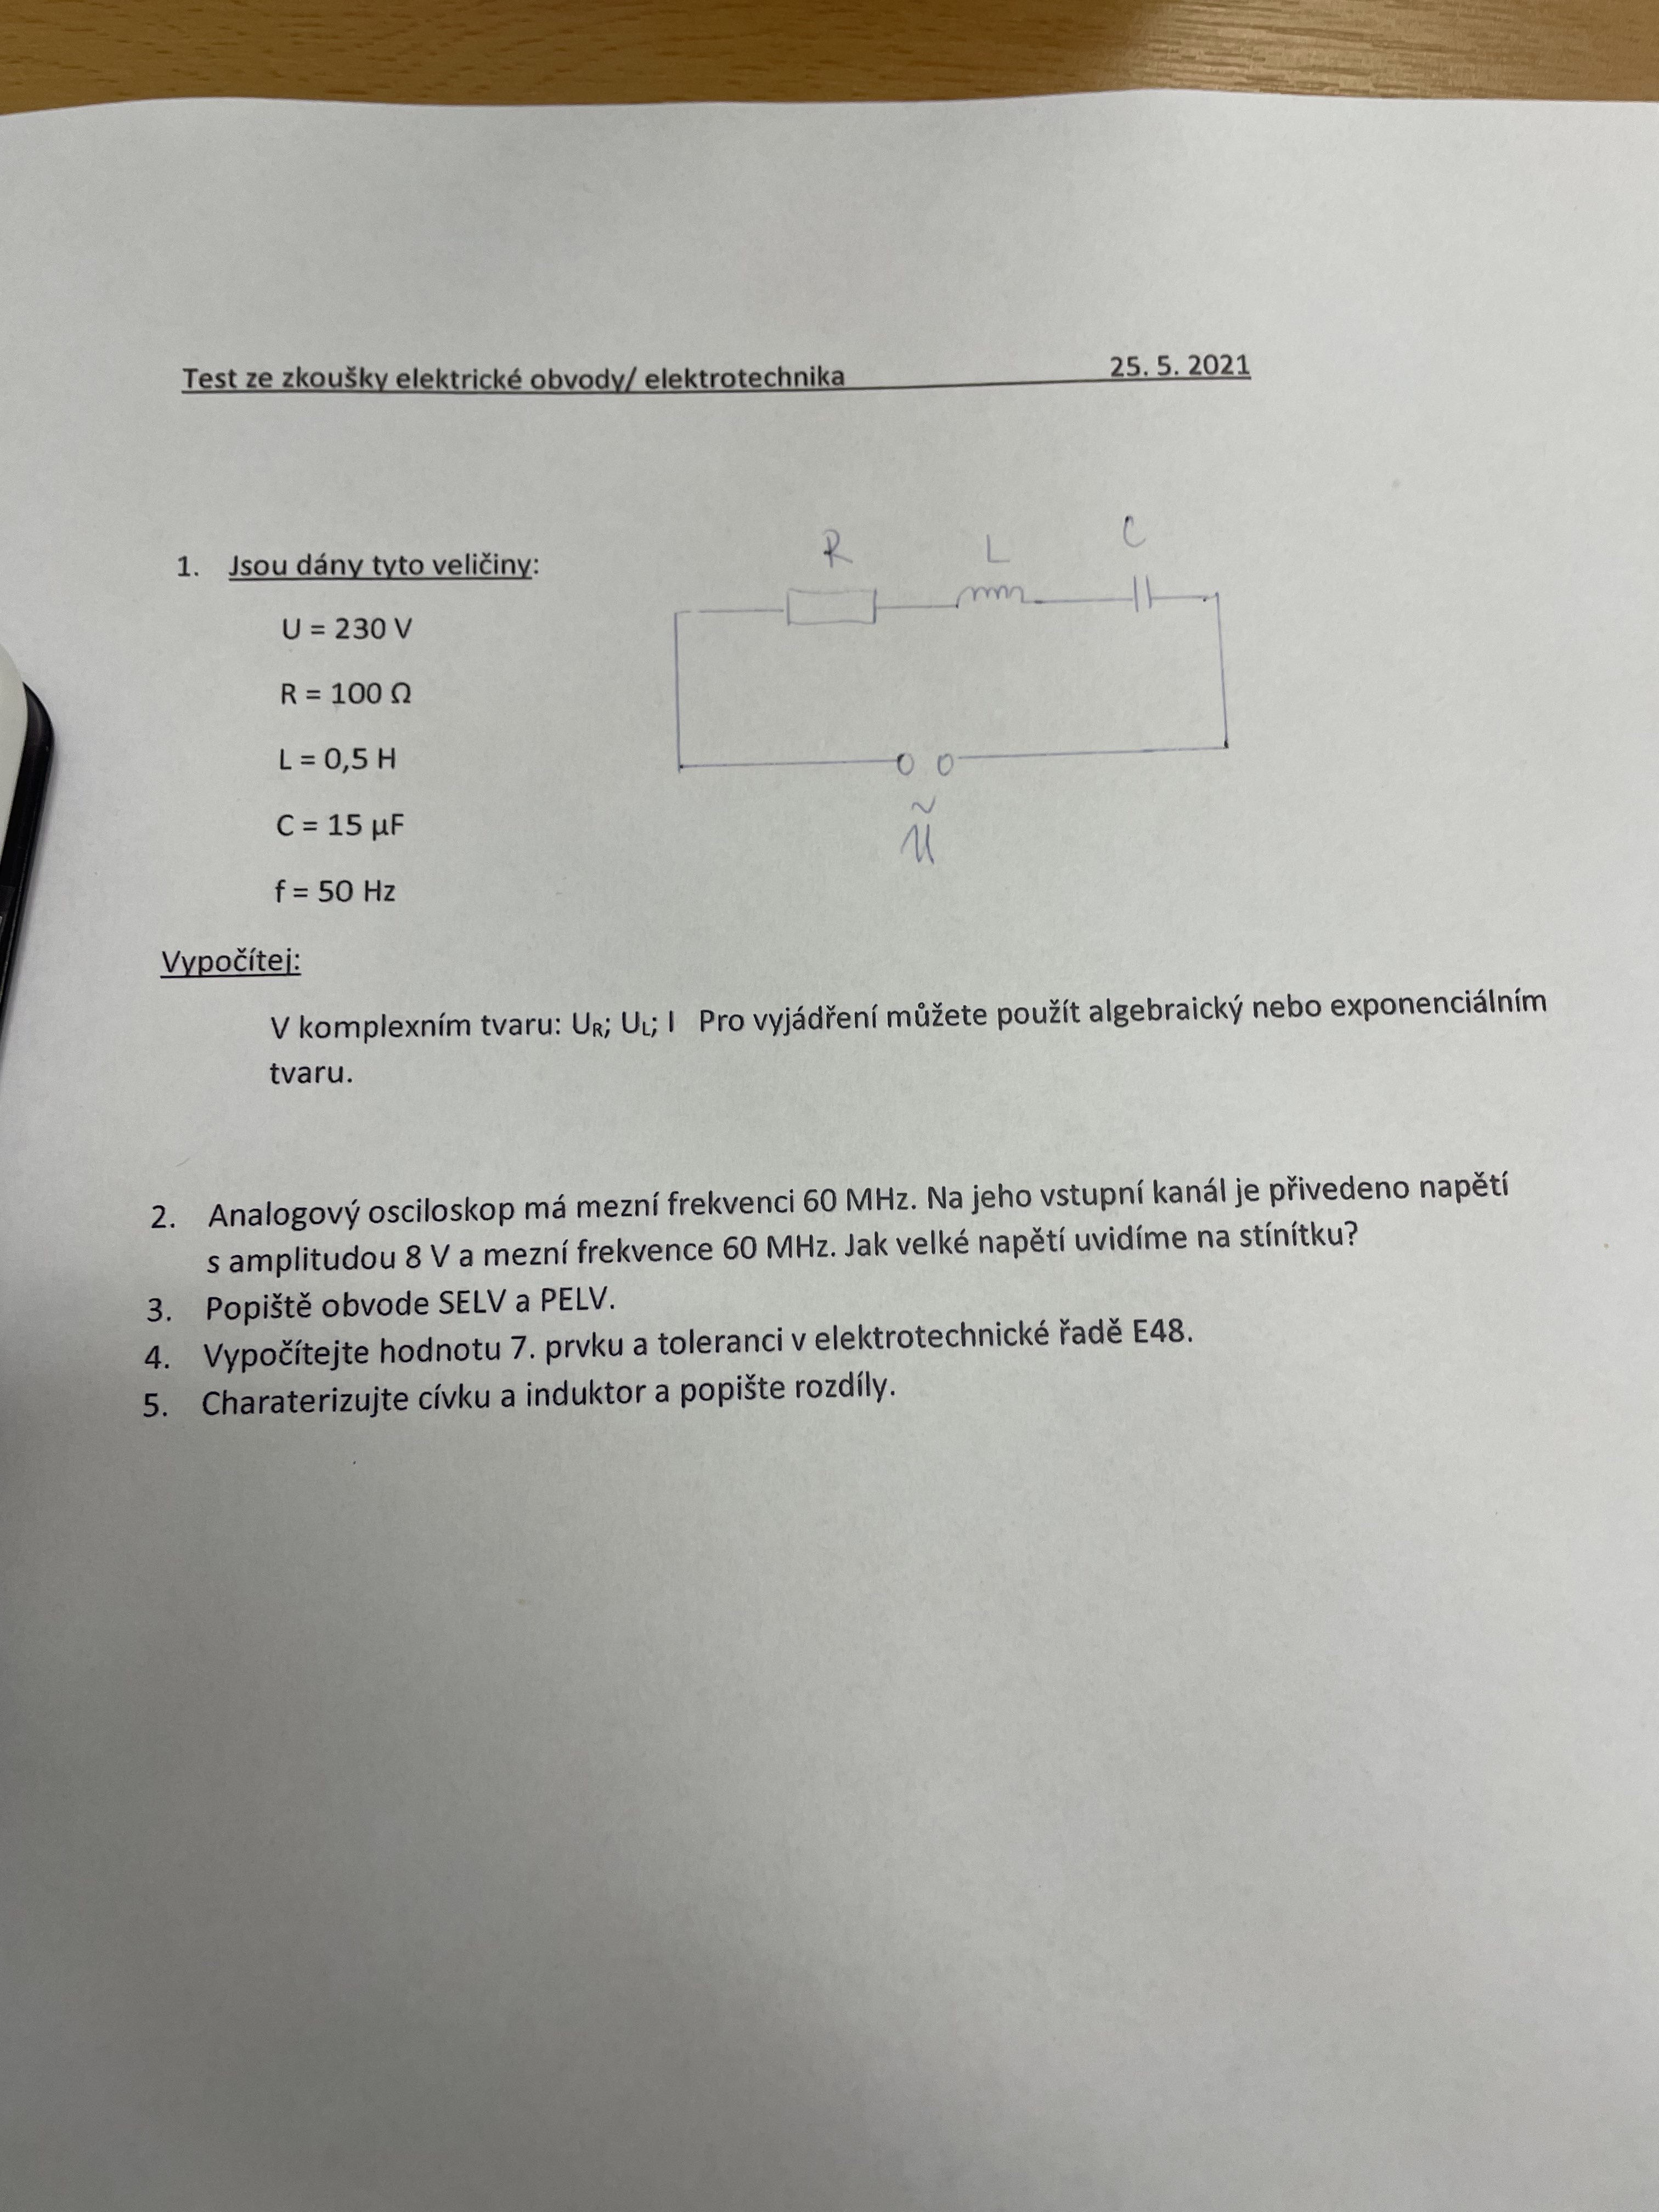 Test ze zkoušky elektrické obvody/ elektrotechnika 25. 5. 2021
1. Jsou dány tyto veličiny:
U = 230 V
R = 100 Ω
L = 0,5 H
C = 15 µF
f = 50 Hz
R L C
~
U
Vypočítej:
V komplexním tvaru: UR; UL; I Pro vyjádření můžete použít algebraický nebo exponenciálním
tvaru.
2. Analogový osciloskop má mezní frekvenci 60 MHz. Na jeho vstupní kanál je přivedeno napětí
s amplitudou 8 V a mezní frekvence 60 MHz. Jak velké napětí uvidíme na stínítku?
3. Popiště obvode SELV a PELV.
4. Vypočítejte hodnotu 7. prvku a toleranci v elektrotechnické řadě E48.
5. Charaterizujte cívku a induktor a popište rozdíly.